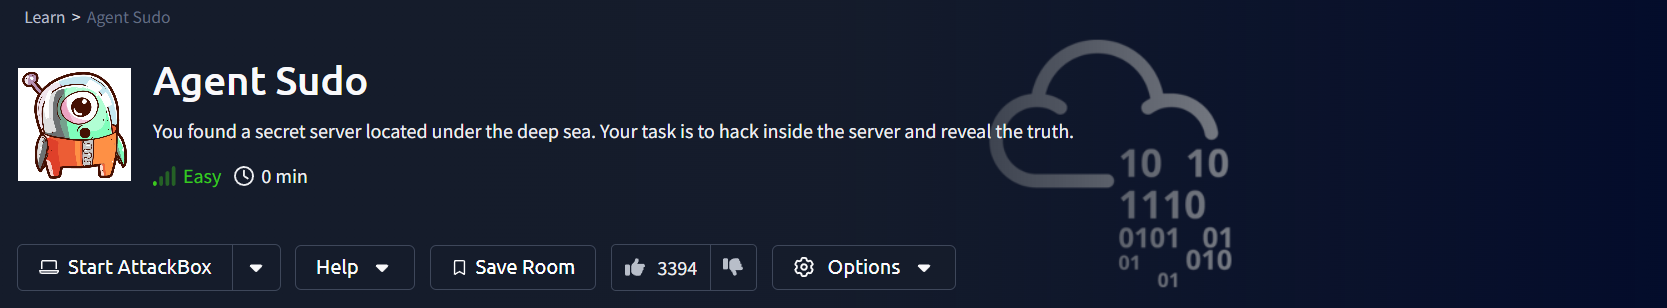 Learn > Agent Sudo
Agent Sudo
You found a secret server located under the deep sea. Your task is to hack inside the server and reveal the truth.
Easy 0 min
Start AttackBox Help Save Room 3394 Options
10 10
1110
0101 01
01 010
01